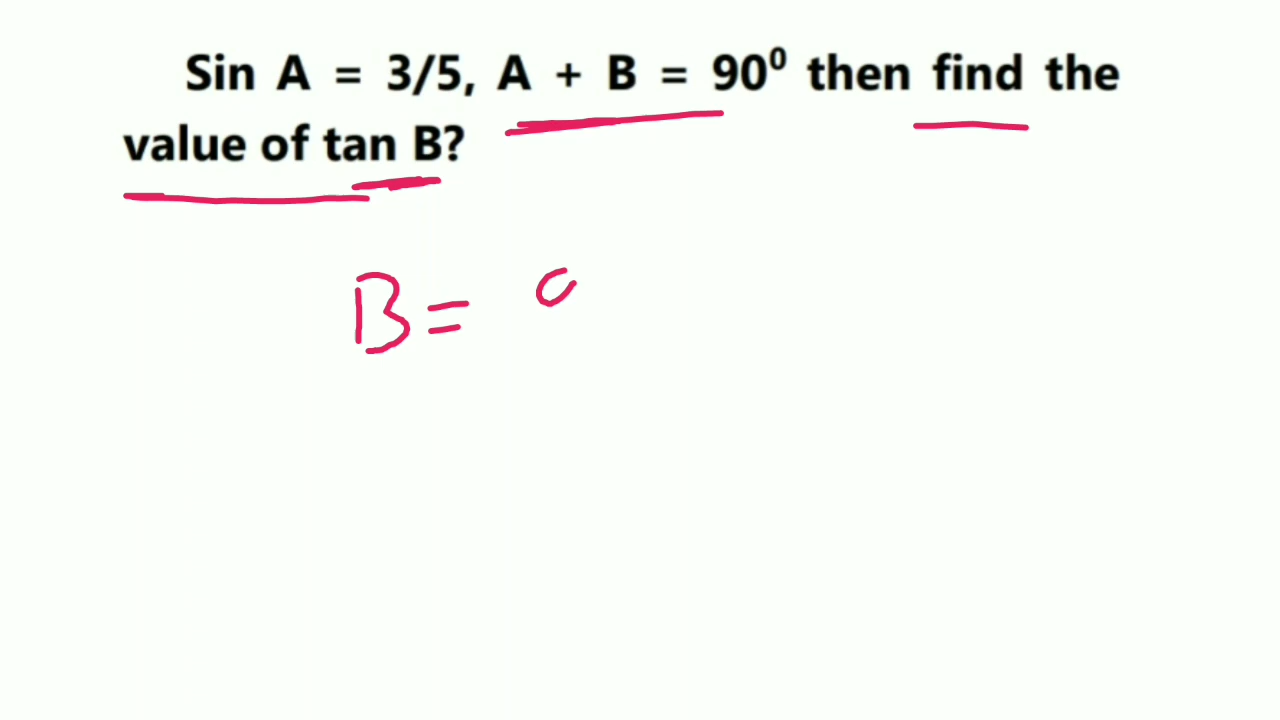 Sin A = 3/5, A + B = 90⁰ then find the
value of tan B?
B =